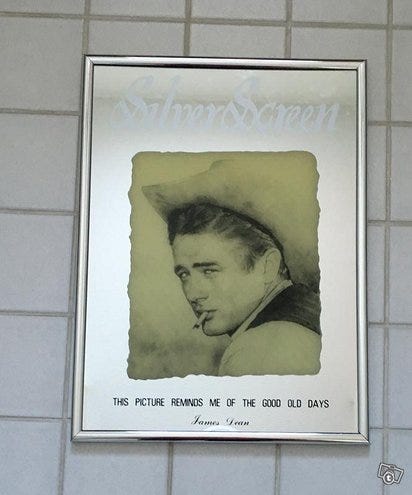 Silver Screen
THIS PICTURE REMINDS ME OF THE GOOD OLD DAYS
James Dean